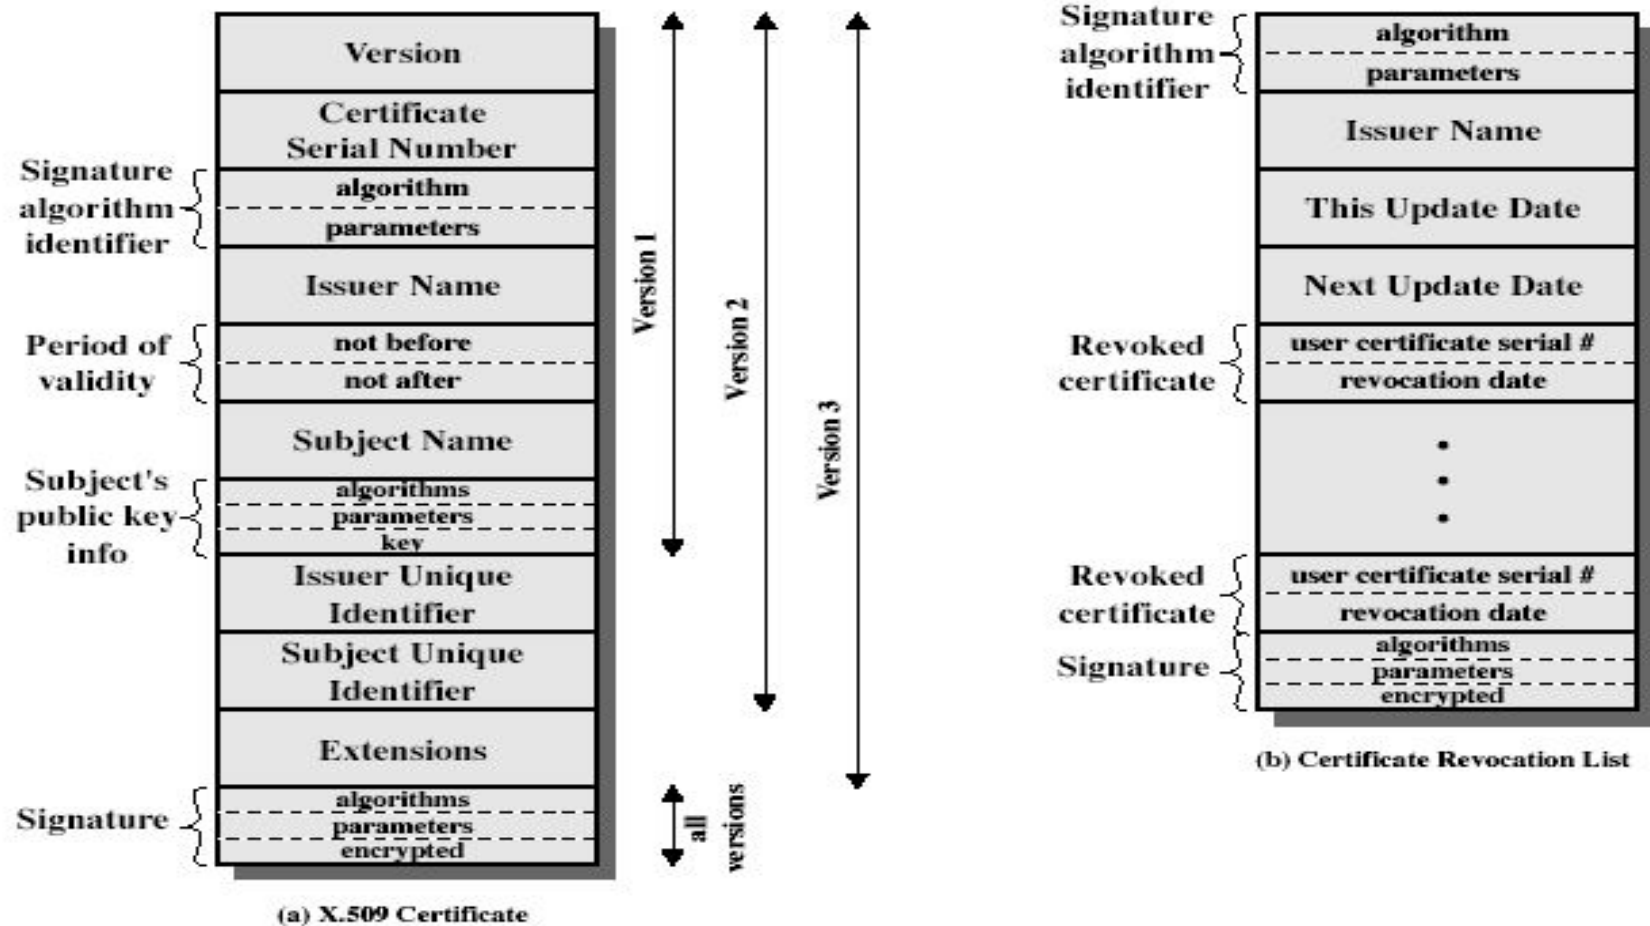 Version
Certificate
Serial Number
Signature
algorithm
identifier
algorithm
parameters
Issuer Name
Period of
validity
not before
not after
Subject Name
Subject's
public key
info
algorithms
parameters
key
Issuer Unique
Identifier
Subject Unique
Identifier
Extensions
Signature
algorithms
parameters
encrypted
Version 1
Version 2
Version 3
all
versions
(a) X.509 Certificate
Signature
algorithm
identifier
algorithm
parameters
Issuer Name
This Update Date
Next Update Date
Revoked
certificate
user certificate serial #
revocation date
Revoked
certificate
user certificate serial #
revocation date
Signature
algorithms
parameters
encrypted
(b) Certificate Revocation List